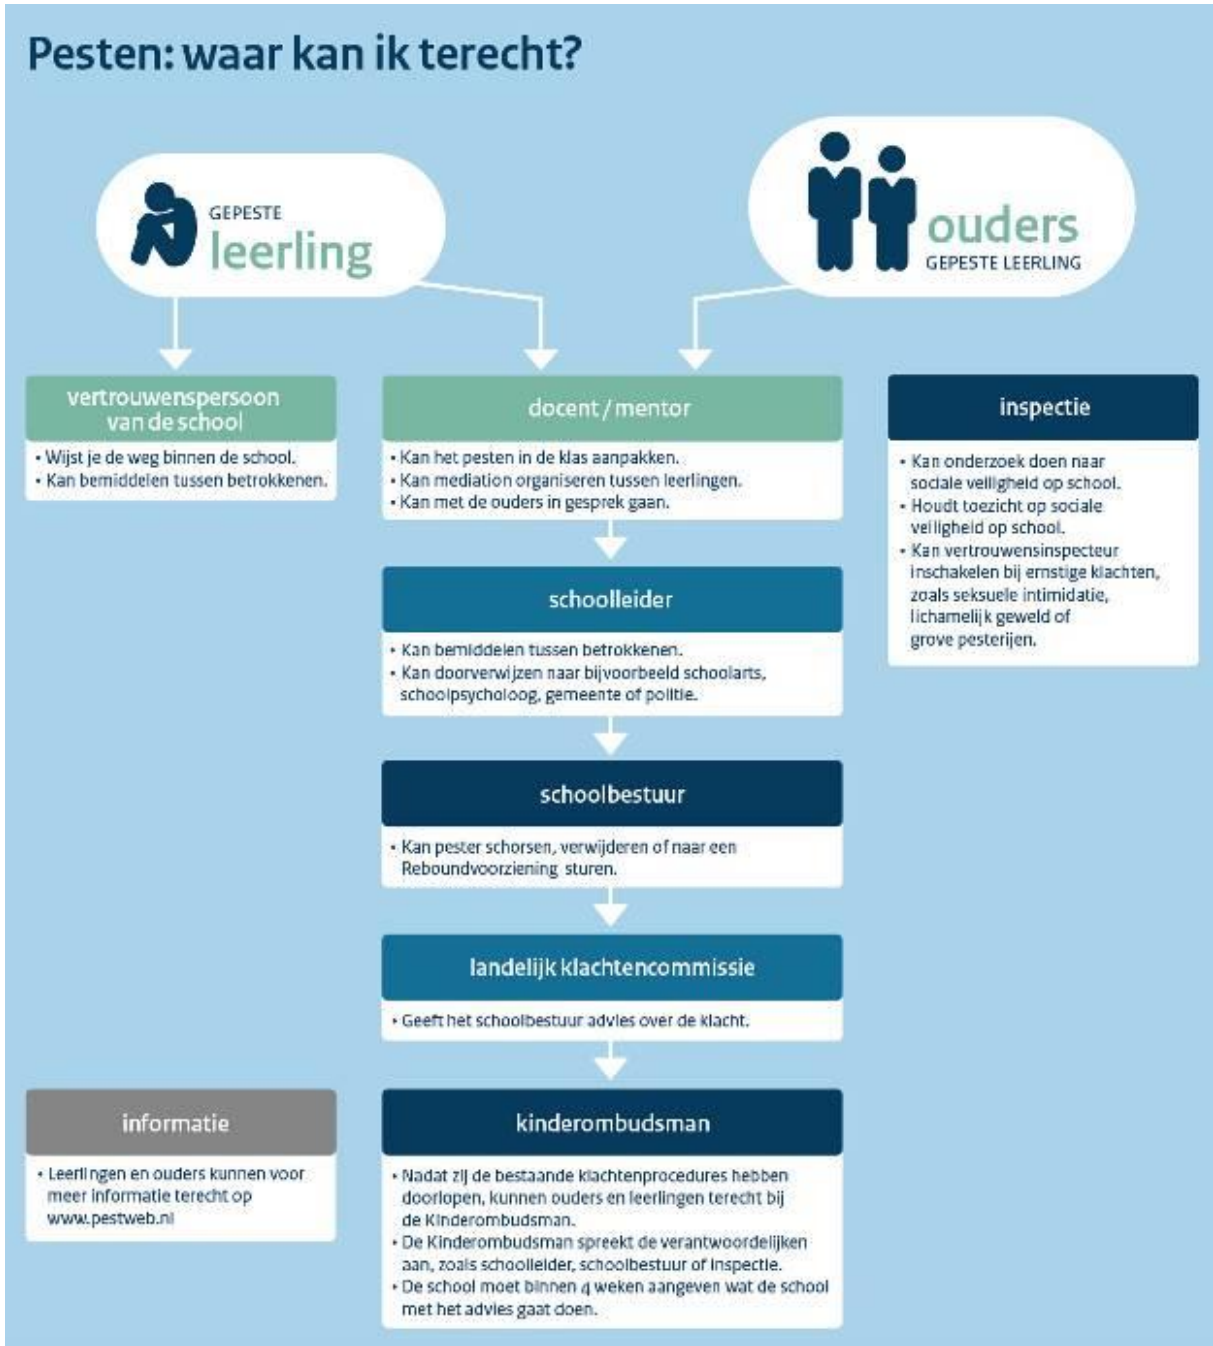 Pesten: waar kan ik terecht?
GEPESTE
leerling
ouders
GEPESTE LEERLING
vertrouwenspersoon
van de school
• Wijst je de weg binnen de school.
• Kan bemiddelen tussen betrokkenen.
docent / mentor
• Kan het pesten in de klas aanpakken.
• Kan mediation organiseren tussen leerlingen.
• Kan met de ouders in gesprek gaan.
inspectie
• Kan onderzoek doen naar
sociale veiligheid op school.
• Houdt toezicht op sociale
veiligheid op school.
• Kan vertrouwensinspecteur
inschakelen bij ernstige klachten,
zoals seksuele intimidatie,
lichamelijk geweld of
grove pesterijen.
schoolleider
• Kan bemiddelen tussen betrokkenen.
• Kan doorverwijzen naar bijvoorbeeld schoolarts,
schoolpsycholoog, gemeente of politie.
schoolbestuur
• Kan pester schorsen, verwijderen of naar een
Reboundvoorziening sturen.
landelijk klachtencommissie
• Geeft het schoolbestuur advies over de klacht.
informatie
• Leerlingen en ouders kunnen voor
meer informatie terecht op
www.pestweb.nl
kinderombudsman
• Nadat zij de bestaande klachtenprocedures hebben
doorlopen, kunnen ouders en leerlingen terecht bij
de Kinderombudsman.
• De Kinderombudsman spreekt de verantwoordelijken
aan, zoals schoolleider, schoolbestuur of inspectie.
• De school moet binnen 4 weken aangeven wat de school
met het advies gaat doen.